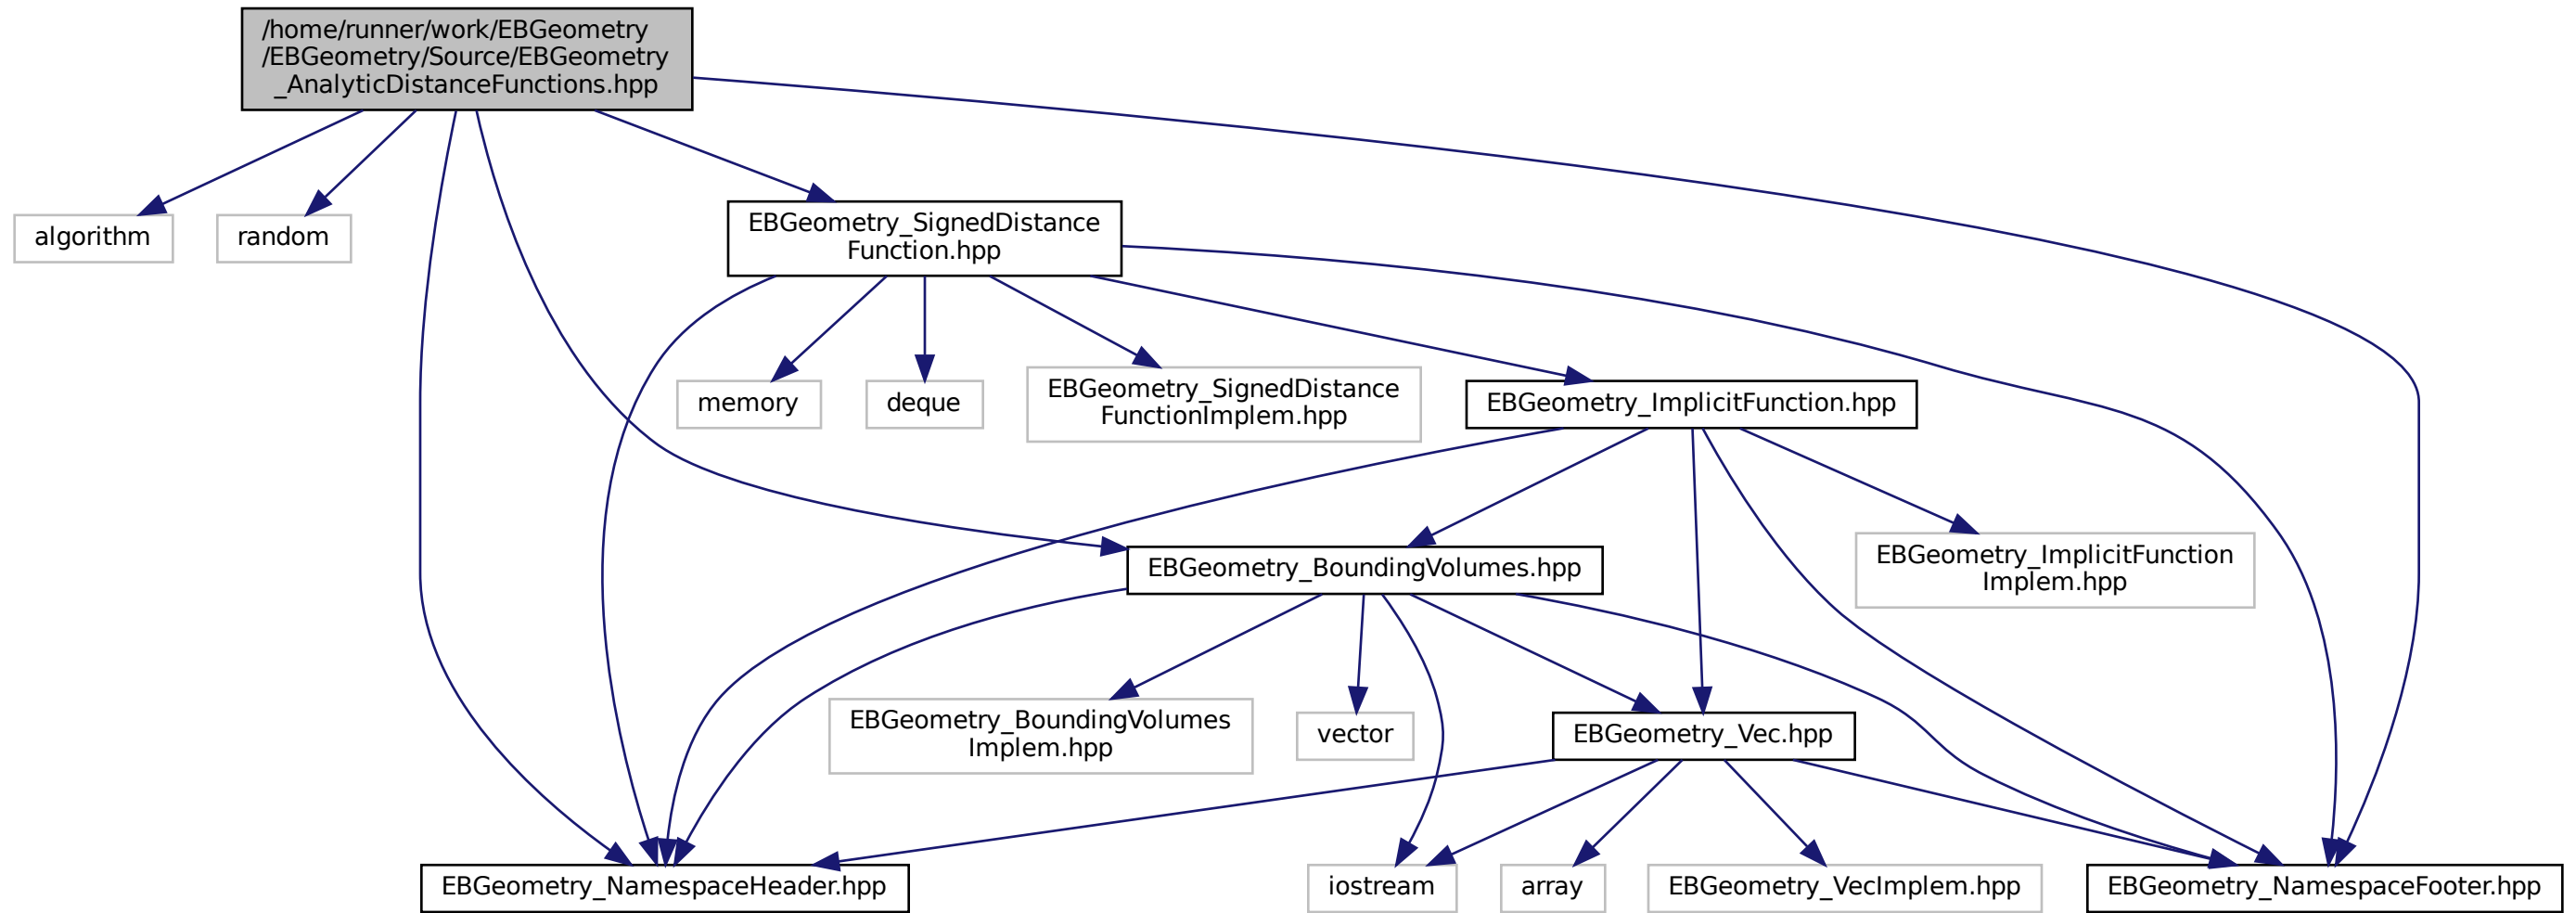 /home/runner/work/EBGeometry
/EBGeometry/Source/EBGeometry
_AnalyticDistanceFunctions.hpp
algorithm
random
EBGeometry_SignedDistance
Function.hpp
memory
deque
EBGeometry_SignedDistance
FunctionImplem.hpp
EBGeometry_ImplicitFunction.hpp
EBGeometry_BoundingVolumes.hpp
EBGeometry_ImplicitFunction
Implem.hpp
EBGeometry_BoundingVolumes
Implem.hpp
vector
EBGeometry_Vec.hpp
EBGeometry_NamespaceHeader.hpp
iostream
array
EBGeometry_VecImplem.hpp
EBGeometry_NamespaceFooter.hpp